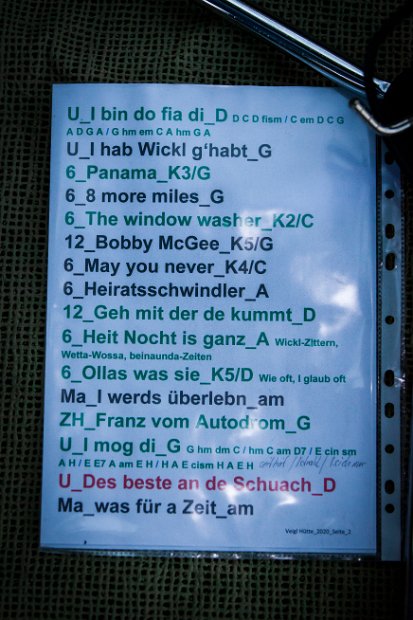 U_I bin do fia di_D D C D fism / C em D C G
A D G A / G hm em C A hm G A
U_I hab Wickl g'habt_G
6_Panama_K3/G
6_8 more miles_G
6_The window washer_K2/C
12_Bobby McGee_K5/G
6_May you never_K4/C
6_Heiratsschwindler_A
12_Geh mit der de kummt_D
6_Heit Nocht is ganz_A Wickl-Zittern,
Wetta-Wossa, beinaunda-Zeiten
6_Ollas was sie_K5/D Wie oft, I glaub oft
Ma_I werds überlebn_am
ZH_Franz vom Autodrom_G
U_I mog di_G G hm dm C / hm C am D7 / E cin sm
A H / E E7 A am E H / H A E cism H A E H
U_Des beste an de Schuach_D
Ma_was für a Zeit_am
Veigl Hütte_2020_Seite_2